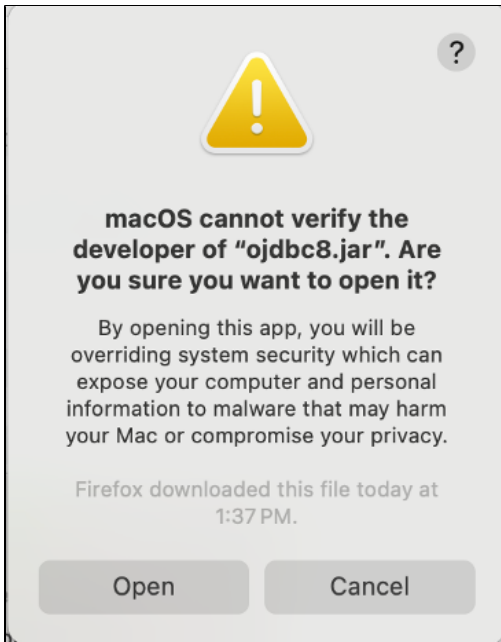 ?
macOS cannot verify the
developer of “ojdbc8.jar”. Are
you sure you want to open it?
By opening this app, you will be
overriding system security which can
expose your computer and personal
information to malware that may harm
your Mac or compromise your privacy.
Firefox downloaded this file today at
1:37 PM.
Open Cancel